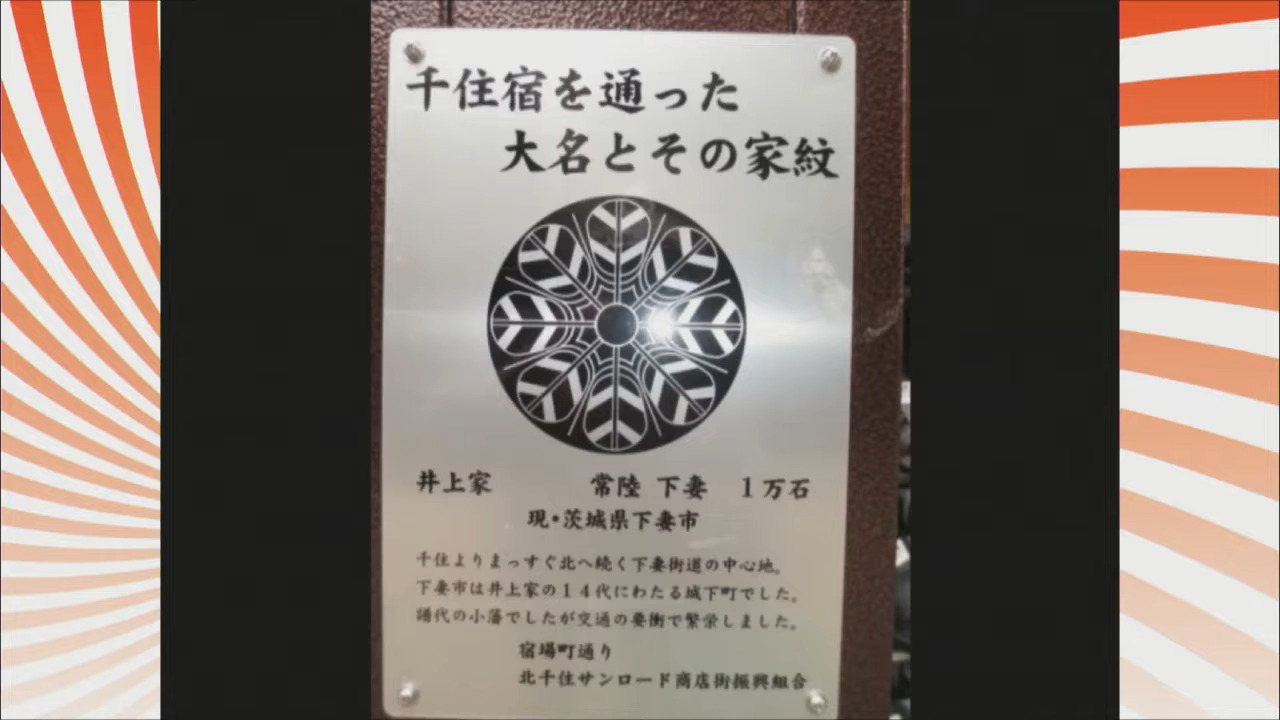 千住宿を通った
大名とその家紋
井上家 常陸 下妻 1万石
現・茨城県下妻市
千住よりまっすぐ北へ続く下妻街道の中心地。
下妻市は井上家の14代にわたる城下町でした。
譜代の小藩でしたが交通の要衝で繁栄しました。
宿場町通り
北千住サンロード商店街振興組合